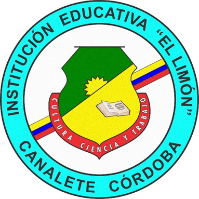 INSTITUCIÓN EDUCATIVA "EL LIMÓN"
CULTURA CIENCIA Y TRABAJO
CANALETE CÓRDOBA